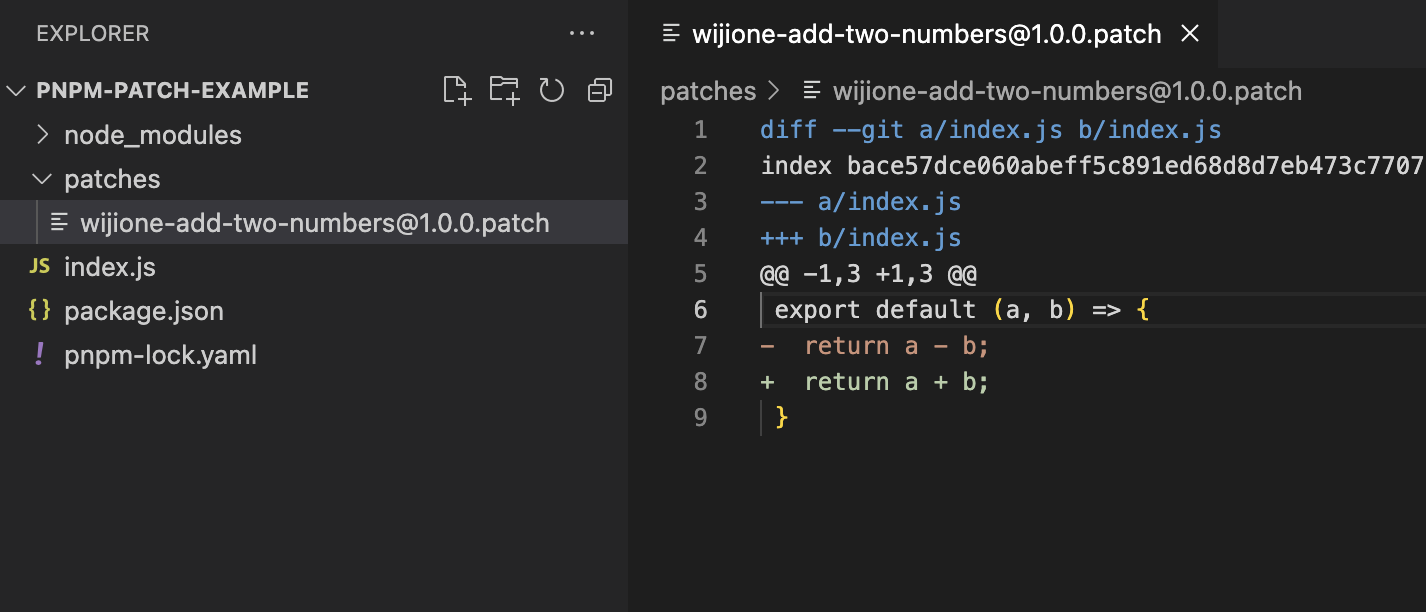 EXPLORER
PNPM-PATCH-EXAMPLE
node_modules
patches
wijione-add-two-numbers@1.0.0.patch
JS index.js
{} package.json
! pnpm-lock.yaml
wijione-add-two-numbers@1.0.0.patch
patches > wijione-add-two-numbers@1.0.0.patch
1 diff --git a/index.js b/index.js
2 index bace57dce060abeff5c891ed68d8d7eb473c7707
3 --- a/index.js
4 +++ b/index.js
5 @@ -1,3 +1,3 @@
6 export default (a, b) => {
7 - return a - b;
8 + return a + b;
9 }